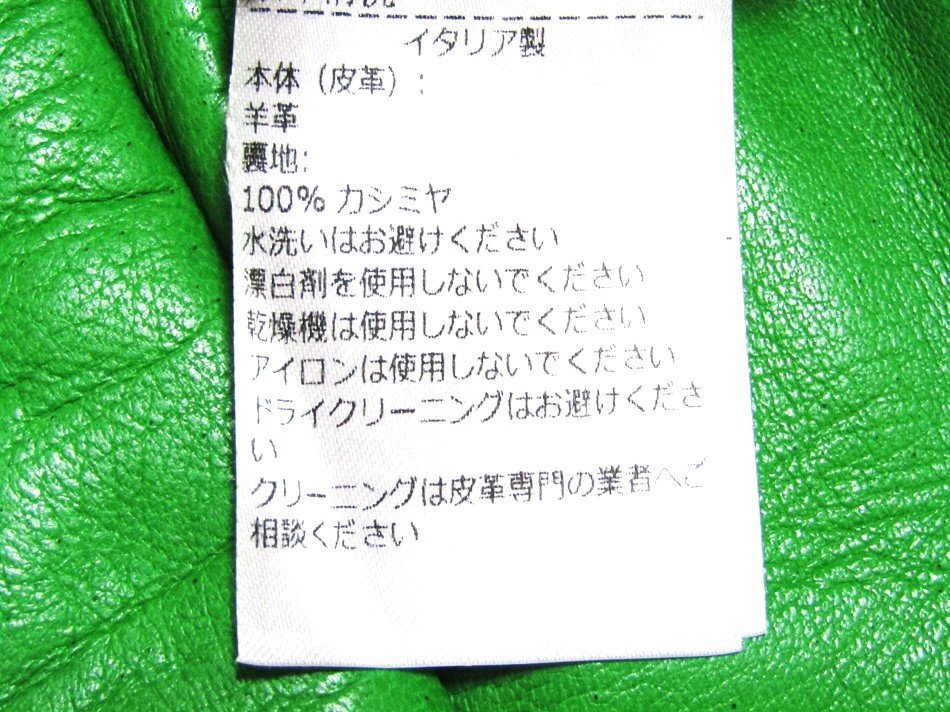 イタリア製
本体（皮革）:
羊革
裏地:
100% カシミヤ
水洗いはお避けください
漂白剤を使用しないでください
乾燥機は使用しないでください
アイロンは使用しないでください
ドライクリーニングはお避けくださ
い
クリーニングは皮革専門の業者へご
相談ください